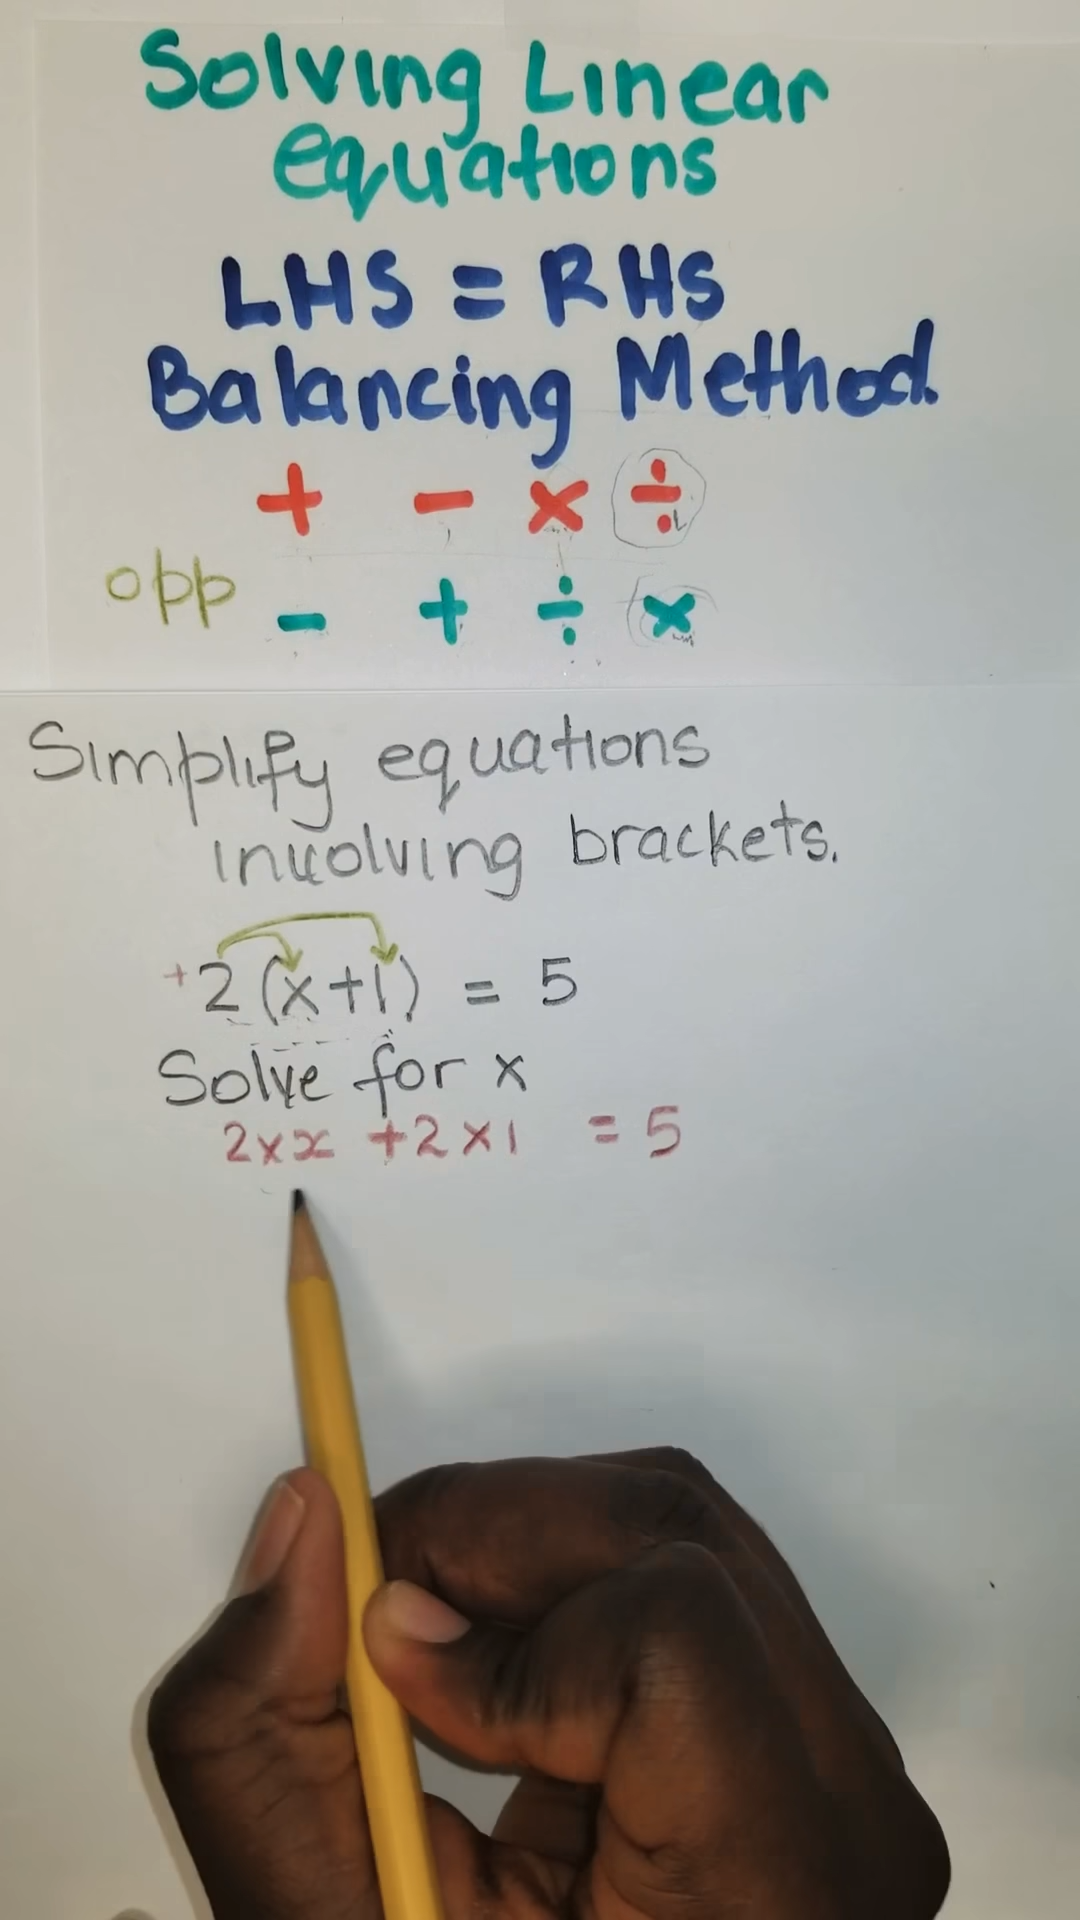 Solving Linear
equations
LHS = RHS
Balancing Method.
+ - × ÷
opp - + ÷ ×
Simplify equations
involving brackets.
+2(x+1) = 5
Solve for x
2×x +2×1 = 5